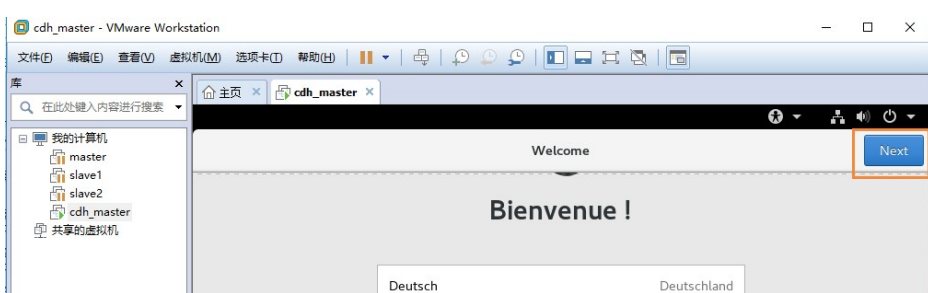 cdh_master - VMware Workstation
文件(F) 编辑(E) 查看(V) 虚拟机(M) 选项卡(T) 帮助(H)
库
在此处键入内容进行搜索
我的计算机
master
slave1
slave2
cdh_master
共享的虚拟机
主页 cdh_master
Welcome Next
Bienvenue !
Deutsch Deutschland